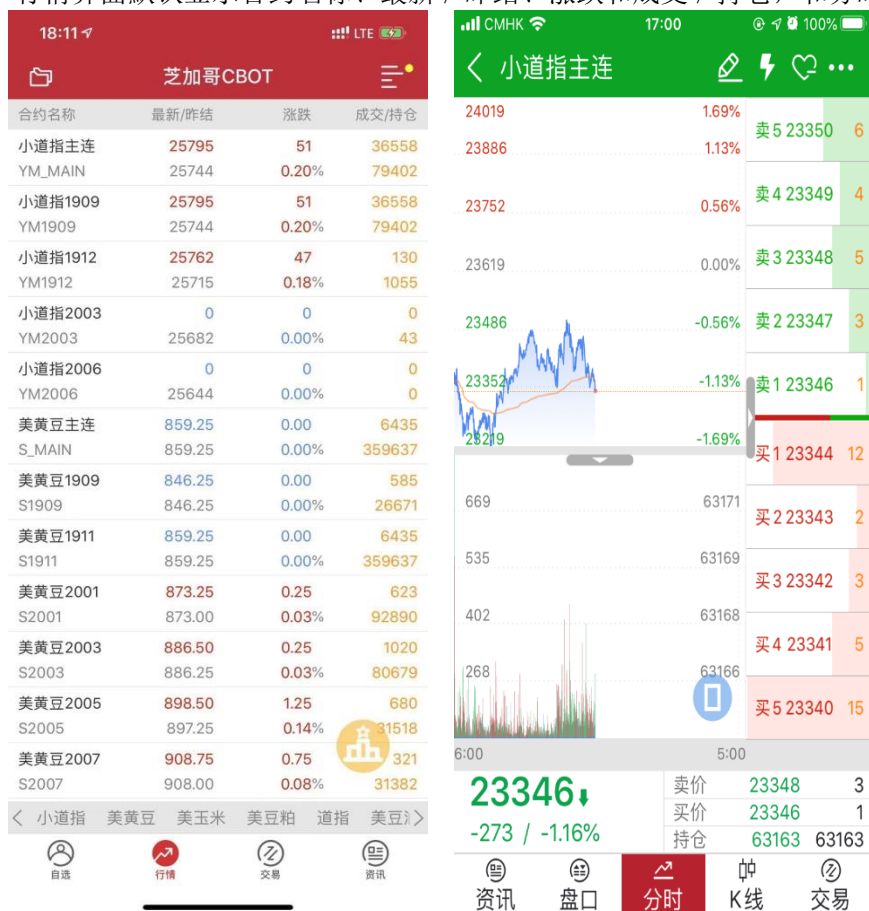 18:11 LTE
芝加哥CBOT
合约名称 最新/昨结 涨跌 成交/持仓
小道指主连 25795 51 36558
YM_MAIN 25744 0.20% 79402
小道指1909 25795 51 36558
YM1909 25744 0.20% 79402
小道指1912 25762 47 130
YM1912 25715 0.18% 1055
小道指2003 0 0 0
YM2003 25682 0.00% 43
小道指2006 0 0 0
YM2006 25644 0.00% 0
美黄豆主连 859.25 0.00 6435
S_MAIN 859.25 0.00% 359637
美黄豆1909 846.25 0.00 585
S1909 846.25 0.00% 26671
美黄豆1911 859.25 0.00 6435
S1911 859.25 0.00% 359637
美黄豆2001 873.25 0.25 623
S2001 873.00 0.03% 92890
美黄豆2003 886.50 0.25 1020
S2003 886.25 0.03% 80679
美黄豆2005 898.50 1.25 680
S2005 897.25 0.14% 31518
美黄豆2007 908.75 0.75 321
S2007 908.00 0.08% 31382
小道指 美黄豆 美玉米 美豆粕 道指 美豆
自选 行情 交易 资讯
CMHK 17:00 100%
小道指主连
24019 1.69%
23886 1.13%
23752 0.56%
23619 0.00%
23486 -0.56%
23352 -1.13%
23219 -1.69%
669 63171
535 63169
402 63168
268 63166
6:00 5:00
卖5 23350 6
卖4 23349 4
卖3 23348 5
卖2 23347 3
卖1 23346 1
买1 23344 12
买2 23343 2
买3 23342 3
买4 23341 5
买5 23340 15
23346
-273 / -1.16%
卖价 23348 3
买价 23346 1
持仓 63163 63163
资讯 盘口 分时 K线 交易